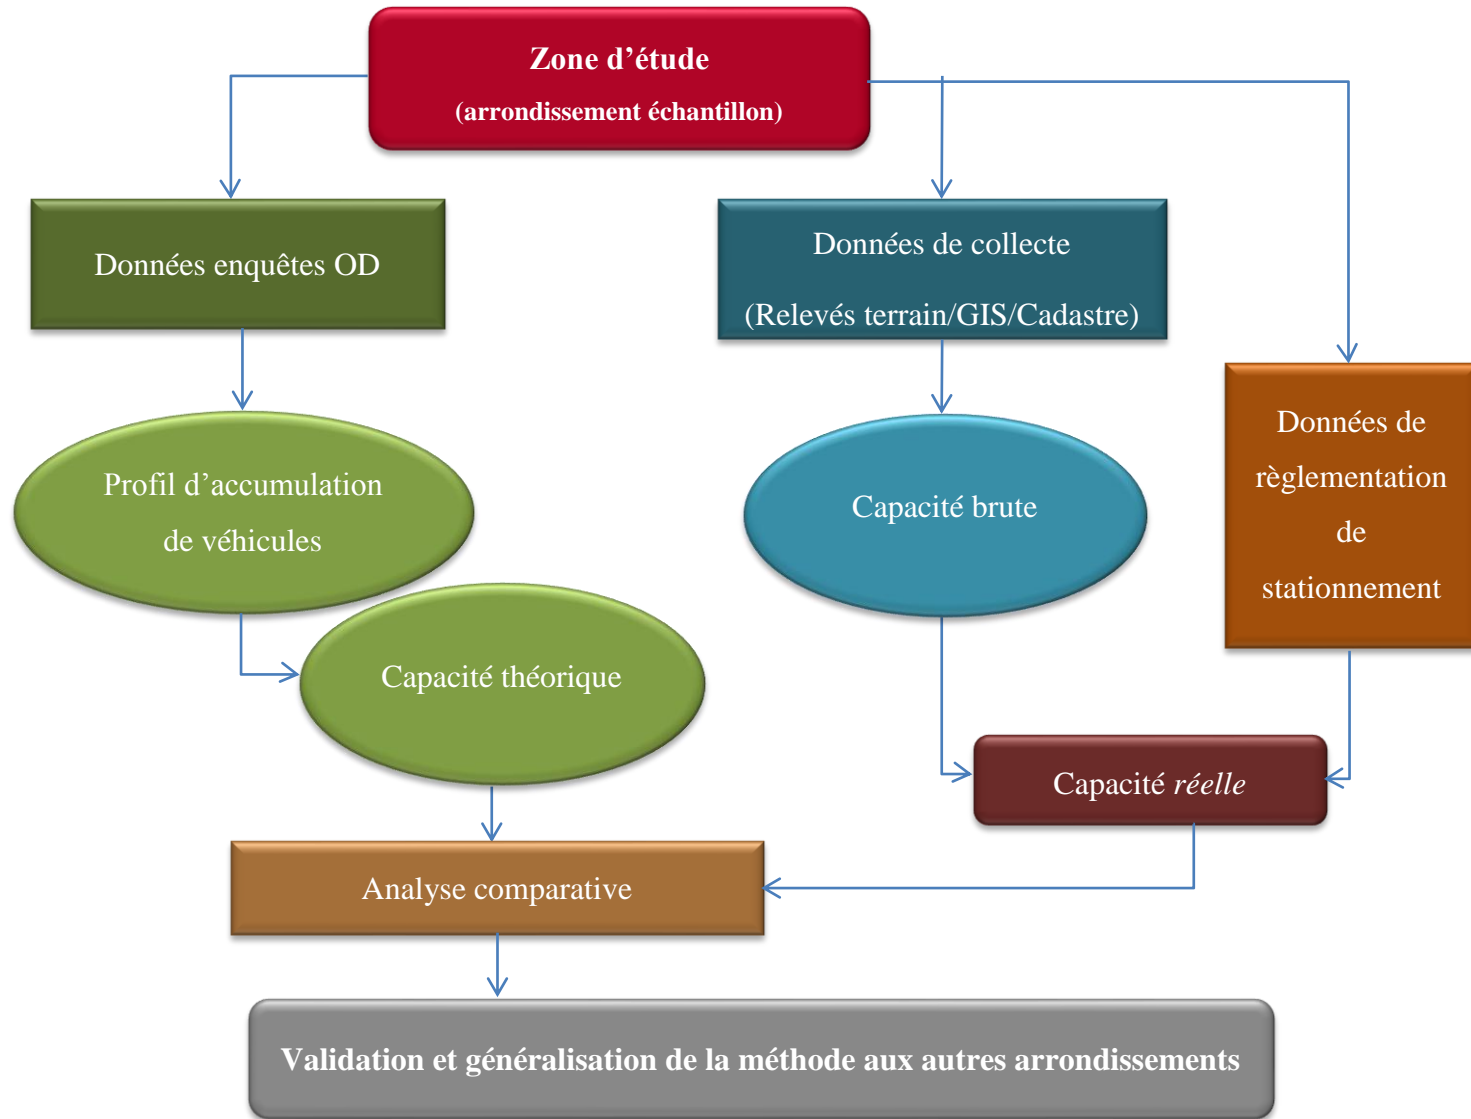 Zone d’étude
(arrondissement échantillon)
Données enquêtes OD
Données de collecte
(Relevés terrain/GIS/Cadastre)
Données de
règlementation
de
stationnement
Profil d’accumulation
de véhicules
Capacité brute
Capacité théorique
Capacité réelle
Analyse comparative
Validation et généralisation de la méthode aux autres arrondissements